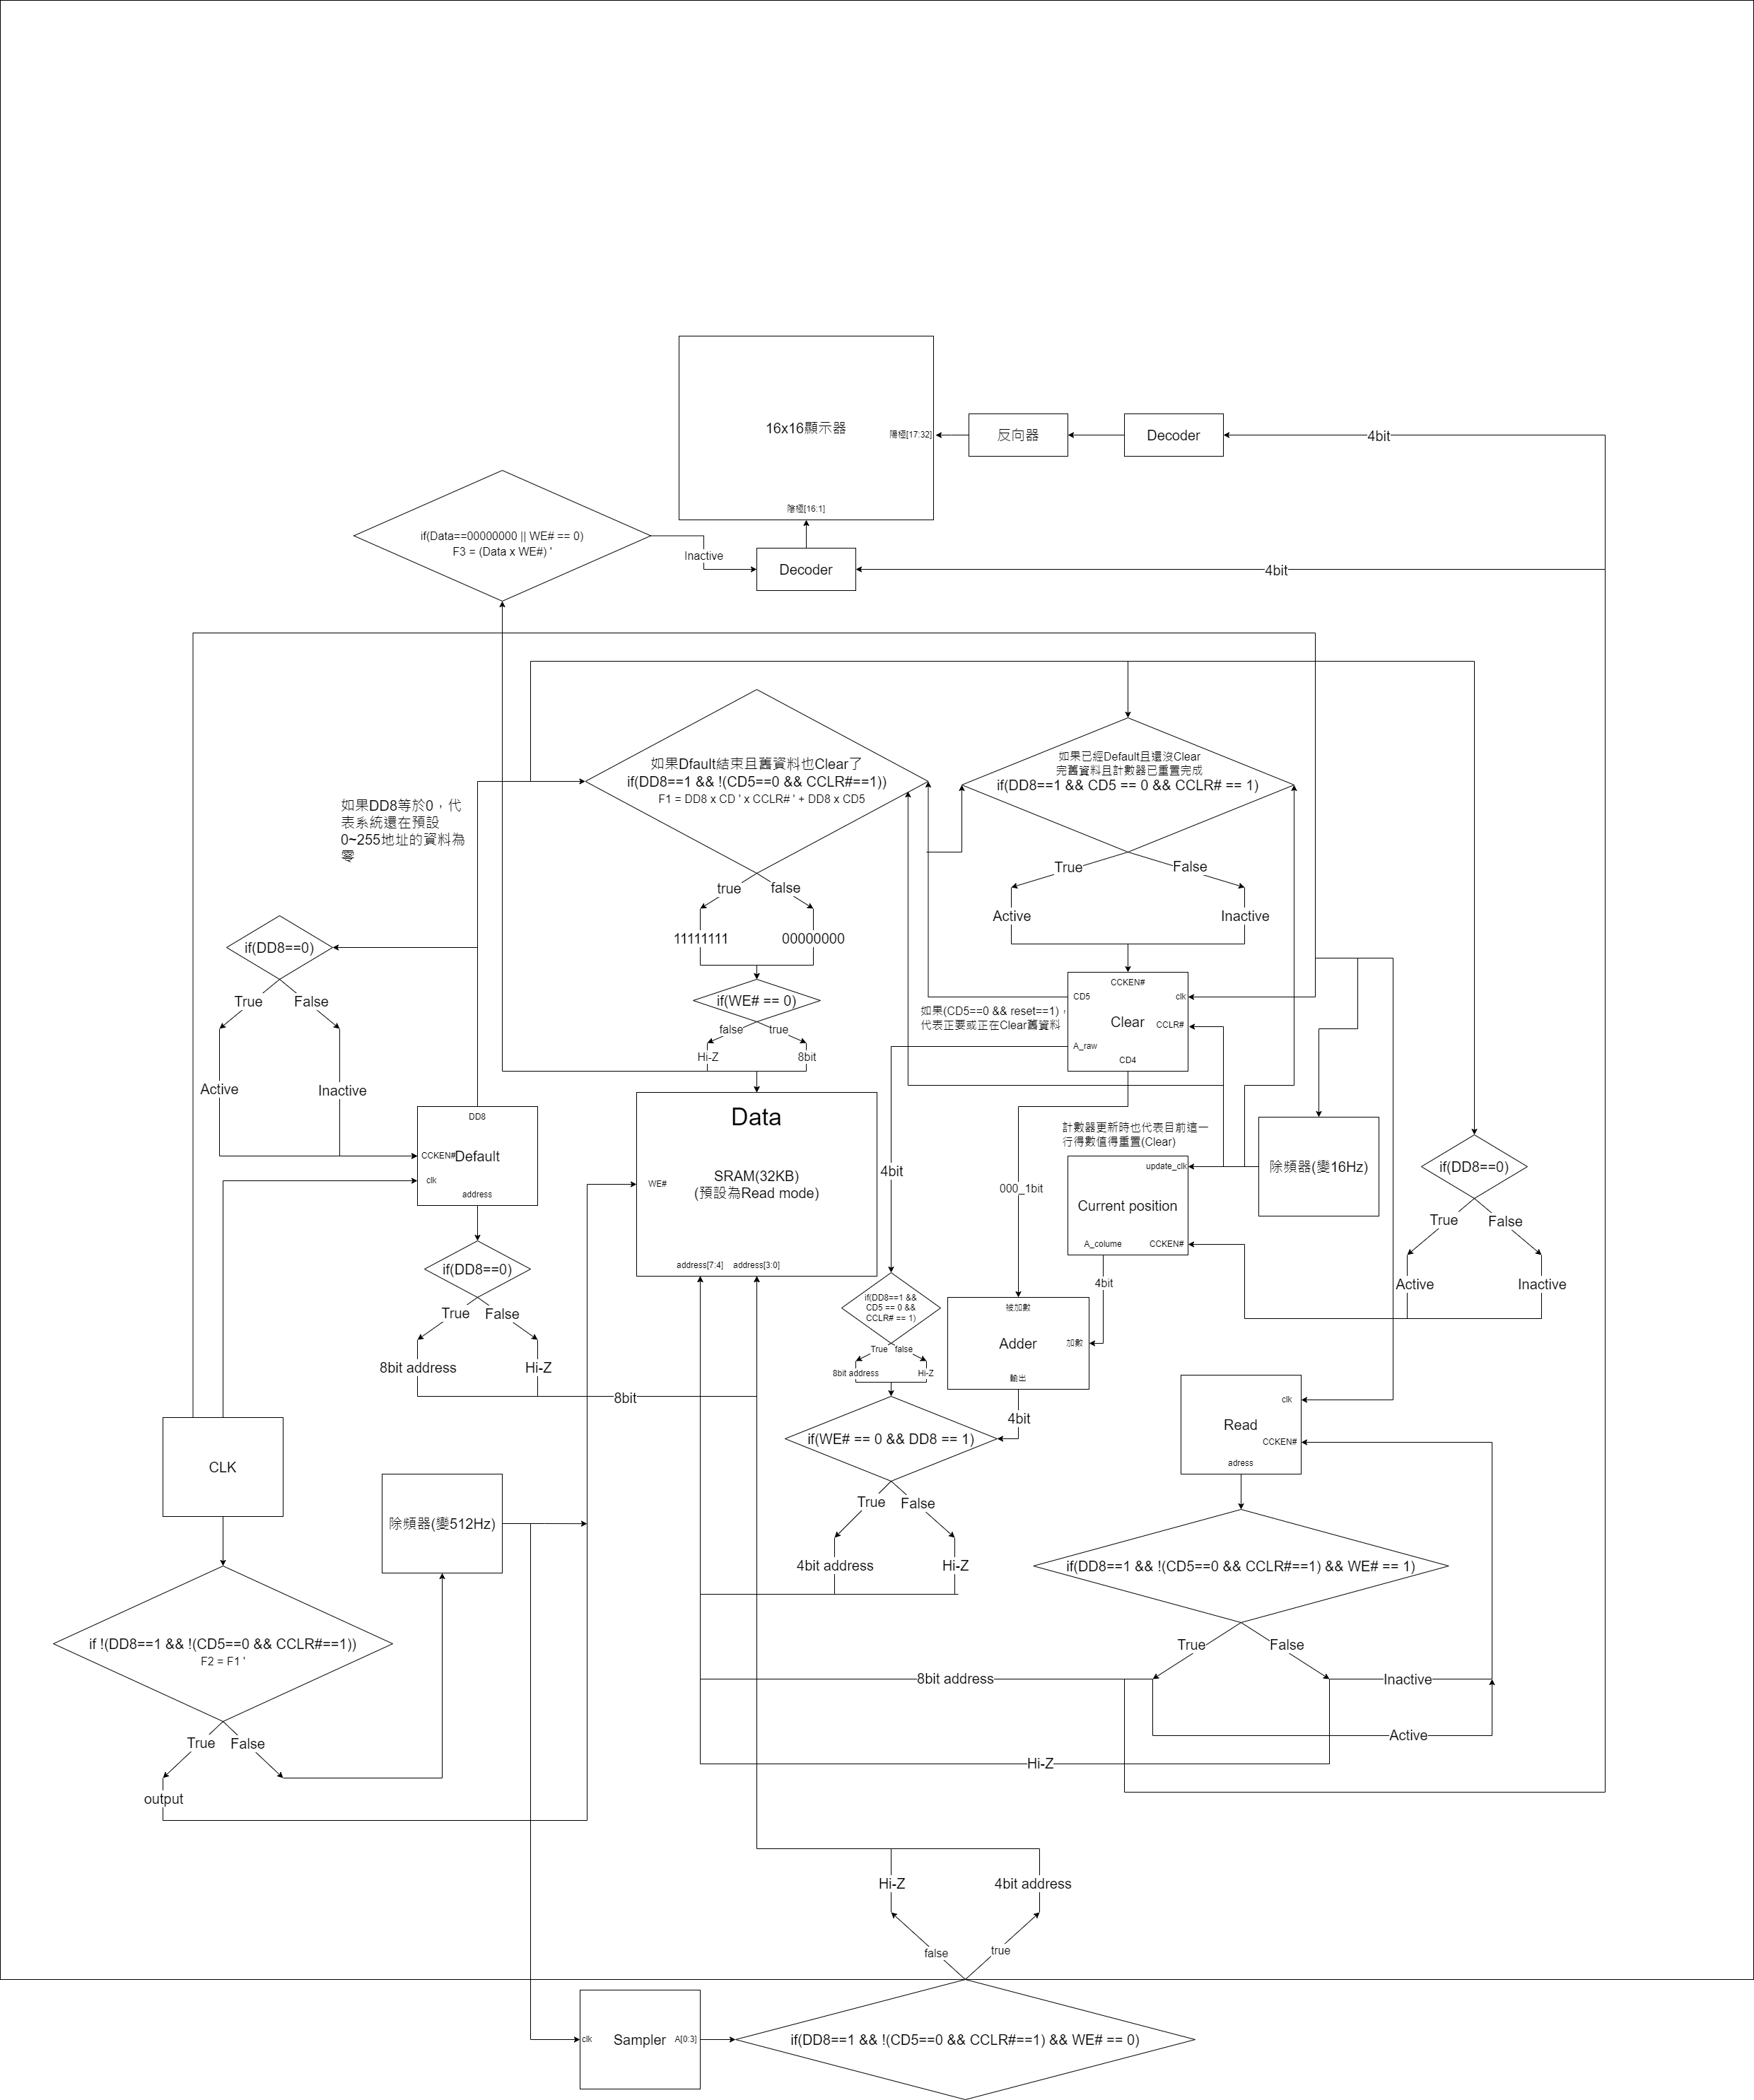 16x16顯示器
陽極[17:32]
反向器
Decoder
4bit
陰極[16:1]
if(Data==00000000 || WE# == 0)
F3 = (Data x WE#) '
Inactive
Decoder
4bit
如果Dfault結束且舊資料也Clear了
if(DD8==1 && !(CD5==0 && CCLR#==1))
F1 = DD8 x CD ' x CCLR# ' + DD8 x CD5
如果已經Default且還沒Clear
完舊資料且計數器已重置完成
if(DD8==1 && CD5 == 0 && CCLR# == 1)
如果DD8等於0，代
表系統還在預設
0~255地址的資料為
零
true
false
11111111
00000000
True
False
Active
Inactive
if(DD8==0)
True
False
Active
Inactive
if(WE# == 0)
false
true
Hi-Z
8bit
CCKEN#
CD5
clk
Clear
CCLR#
A_raw
CD4
如果(CD5==0 && reset==1)，
代表正要或正在Clear舊資料
DD8
CCKEN#
Default
clk
address
Data
SRAM(32KB)
(預設為Read mode)
WE#
address[7:4]
address[3:0]
4bit
000_1bit
計數器更新時也代表目前這一
行得數值得重置(Clear)
update_clk
Current position
A_colume
CCKEN#
除頻器(變16Hz)
if(DD8==0)
True
False
Active
Inactive
if(DD8==0)
True
False
8bit address
Hi-Z
8bit
4bit
if(DD8==1 &&
CD5 == 0 &&
CCLR# == 1)
True
false
8bit address
Hi-Z
被加數
Adder
加數
輸出
4bit
if(WE# == 0 && DD8 == 1)
True
False
4bit address
Hi-Z
clk
Read
CCKEN#
adress
CLK
除頻器(變512Hz)
if(DD8==1 && !(CD5==0 && CCLR#==1) && WE# == 1)
True
False
8bit address
Inactive
Active
Hi-Z
if !(DD8==1 && !(CD5==0 && CCLR#==1))
F2 = F1 '
True
False
output
Hi-Z
4bit address
false
true
clk
Sampler
A[0:3]
if(DD8==1 && !(CD5==0 && CCLR#==1) && WE# == 0)